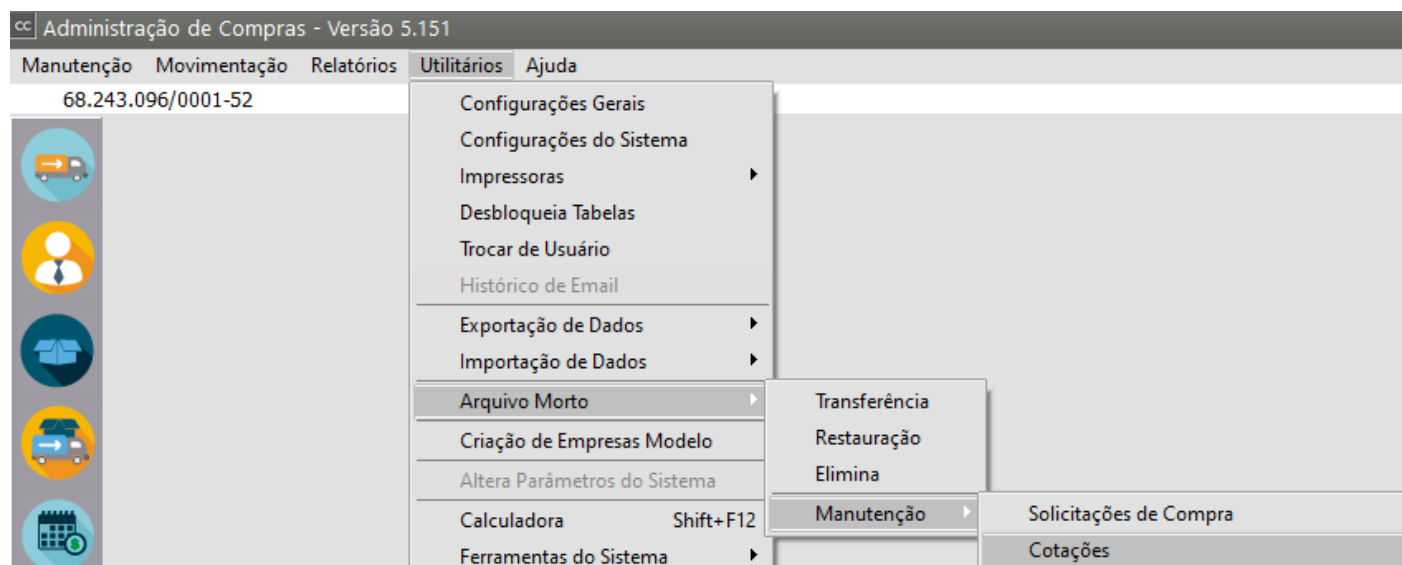 cc Administração de Compras - Versão 5.151
Manutenção Movimentação Relatórios Utilitários Ajuda
68.243.096/0001-52
Configurações Gerais
Configurações do Sistema
Impressoras
Desbloqueia Tabelas
Trocar de Usuário
Histórico de Email
Exportação de Dados
Importação de Dados
Arquivo Morto
Criação de Empresas Modelo
Altera Parâmetros do Sistema
Calculadora Shift+F12
Ferramentas do Sistema
Transferência
Restauração
Elimina
Manutenção
Solicitações de Compra
Cotações